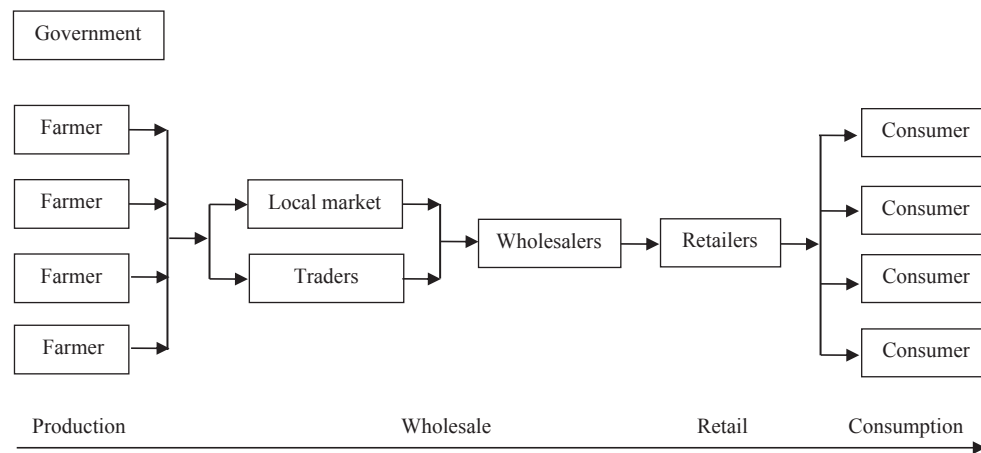 Government
Farmer
Consumer
Farmer
Local market
Consumer
Wholesalers
Retailers
Farmer
Traders
Consumer
Farmer
Consumer
Production
Wholesale
Retail
Consumption